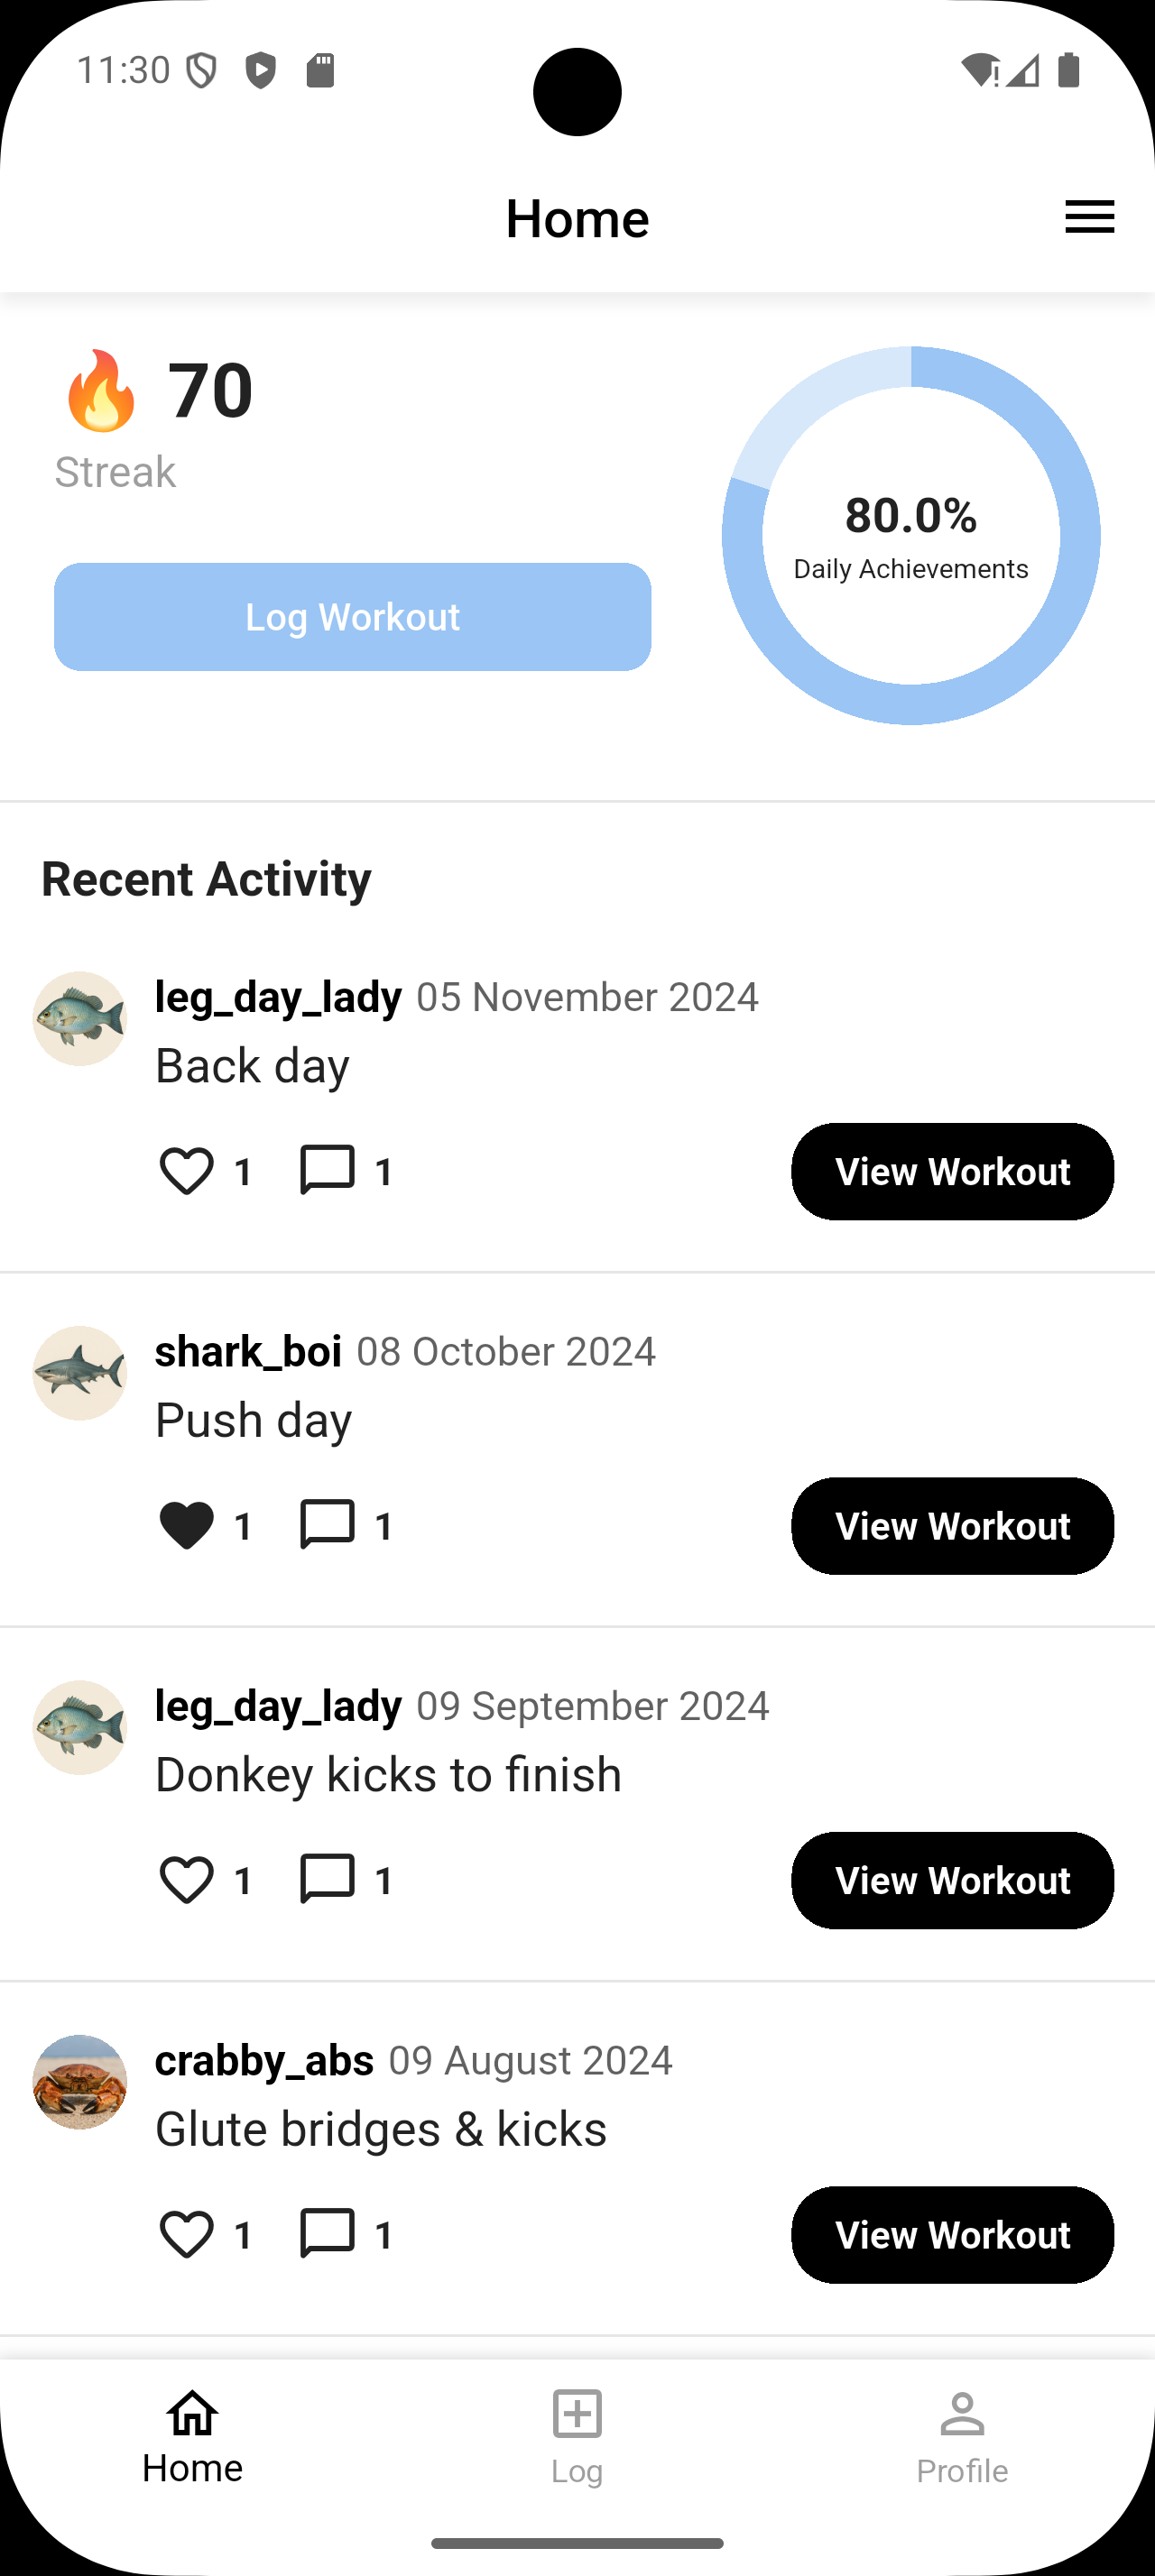 11:30
Home
🔥 70
Streak
Log Workout
80.0%
Daily Achievements
Recent Activity
leg_day_lady 05 November 2024
Back day
1 1 View Workout
shark_boi 08 October 2024
Push day
1 1 View Workout
leg_day_lady 09 September 2024
Donkey kicks to finish
1 1 View Workout
crabby_abs 09 August 2024
Glute bridges & kicks
1 1 View Workout
Home Log Profile